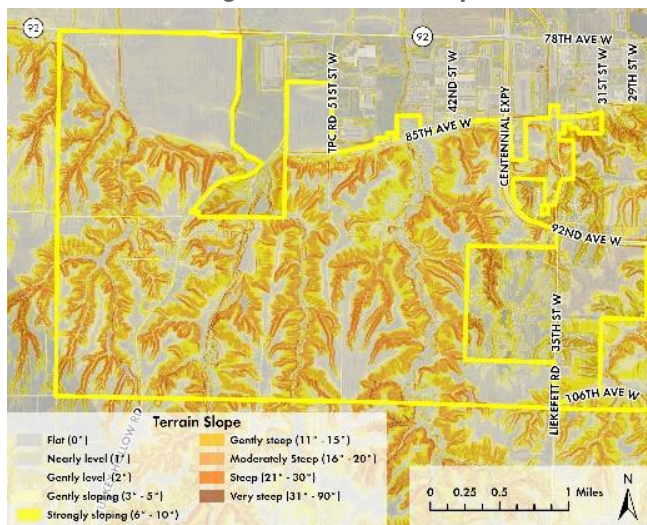 92
92
78TH AVE W
TPC RD 51ST ST W
42ND ST W
CENTENNIAL EXPY
31ST ST W
29TH ST W
85TH AVE W
92ND AVE W
35TH ST W
LIEKEFETT RD
106TH AVE W
HOLLOW RD
Terrain Slope
Flat (0°)
Nearly level (1°)
Gently level (2°)
Gently sloping (3° - 5°)
Strongly sloping (6° - 10°)
Gently steep (11° - 15°)
Moderately Steep (16° - 20°)
Steep (21° - 30°)
Very steep (31° - 90°)
0 0.25 0.5 1 Miles
N